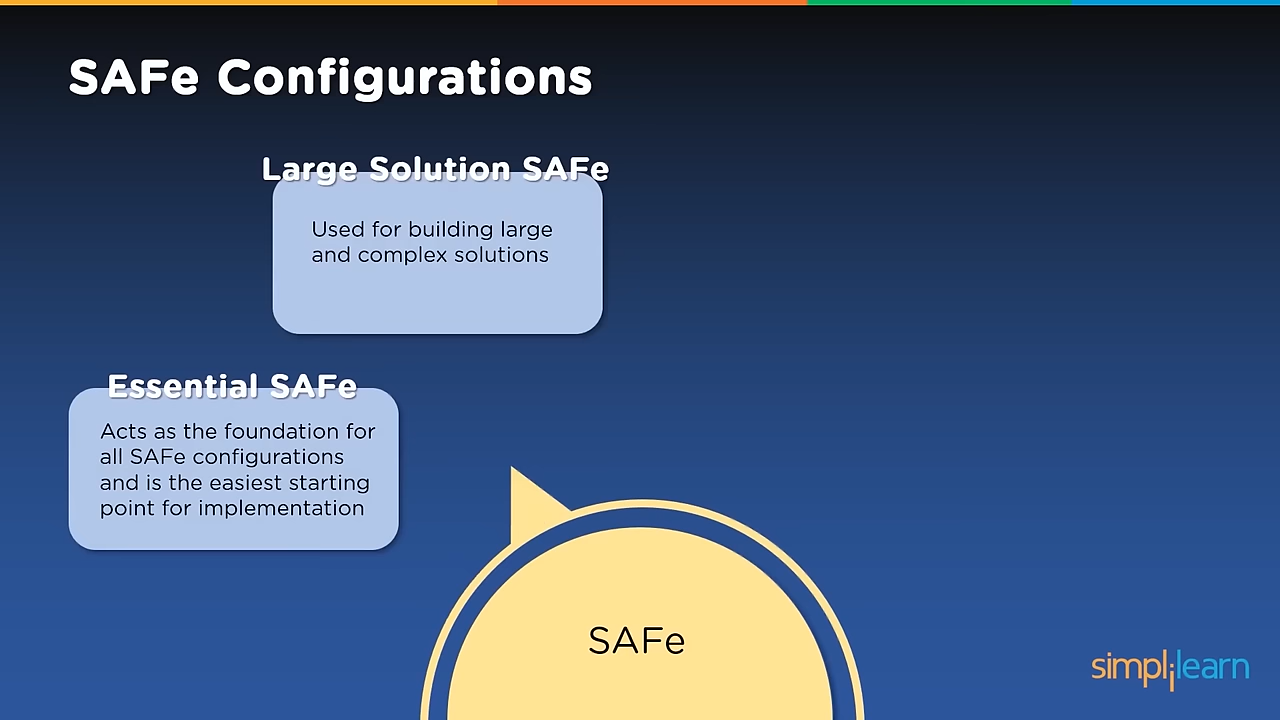 SAFe Configurations
Large Solution SAFe
Used for building large
and complex solutions
Essential SAFe
Acts as the foundation for
all SAFe configurations
and is the easiest starting
point for implementation
SAFe
simplilearn